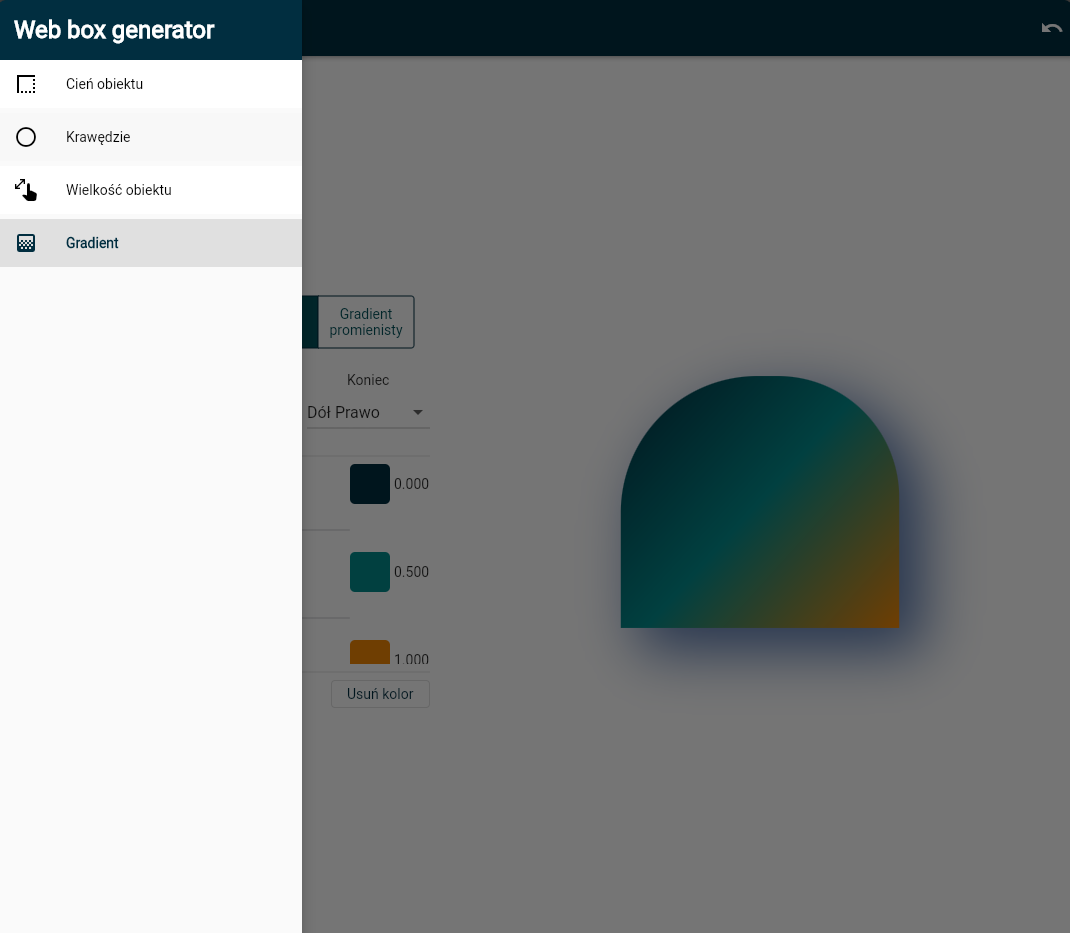 Web box generator
Cień obiektu
Krawędzie
Wielkość obiektu
Gradient
Gradient
promienisty
Koniec
Dół Prawo
0.000
0.500
1.000
Usuń kolor